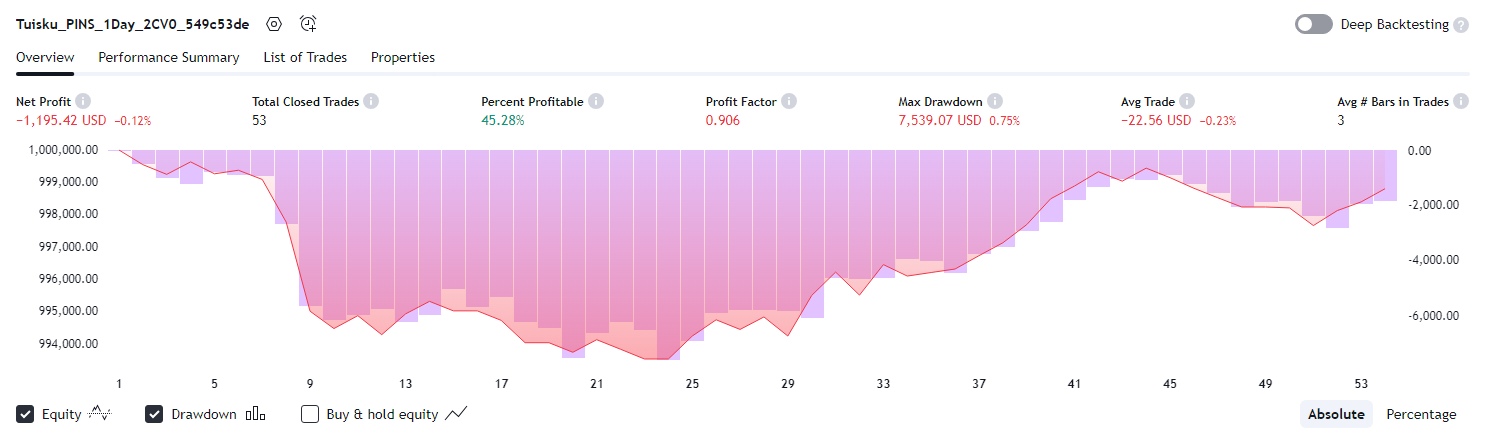 Tuisku_PINS_1Day_2CV0_549c53de
Deep Backtesting ?
Overview Performance Summary List of Trades Properties
Net Profit Total Closed Trades Percent Profitable Profit Factor Max Drawdown Avg Trade Avg # Bars in Trades
−1,195.42 USD −0.12% 53 45.28% 0.906 7,539.07 USD 0.75% −22.56 USD −0.23% 3
1,000,000.00 0.00
999,000.00
998,000.00 −2,000.00
997,000.00
996,000.00 −4,000.00
995,000.00 −6,000.00
994,000.00
1 5 9 13 17 21 25 29 33 37 41 45 49 53
Equity Drawdown Buy & hold equity Absolute Percentage